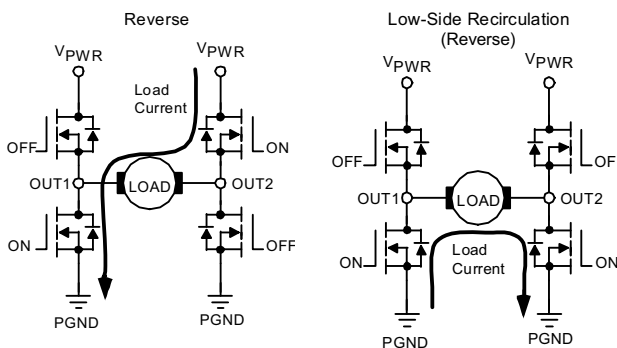 Reverse
VPWR
VPWR
Load
Current
OFF
ON
OUT1
LOAD
OUT2
ON
OFF
PGND
PGND
Low-Side Recirculation
(Reverse)
VPWR
VPWR
OFF
OF
OUT1
LOAD
OUT2
ON
Load
Current
ON
PGND
PGND